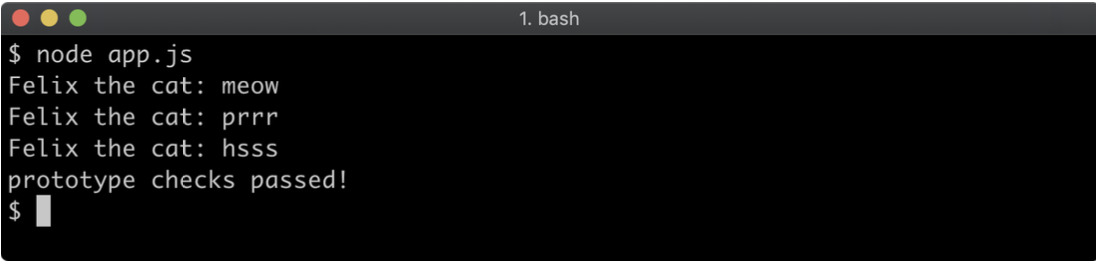 1. bash
$ node app.js
Felix the cat: meow
Felix the cat: prrr
Felix the cat: hsss
prototype checks passed!
$